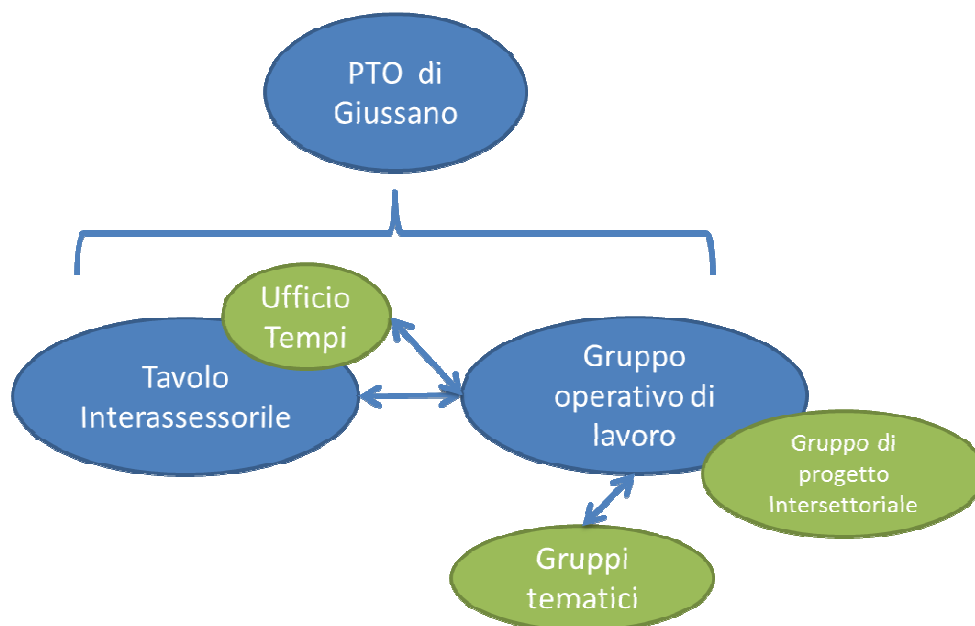 PTO di
Giussano
Ufficio
Tempi
Tavolo
Interassessorile
Gruppo
operativo di
lavoro
Gruppo di
progetto
Intersettoriale
Gruppi
tematici